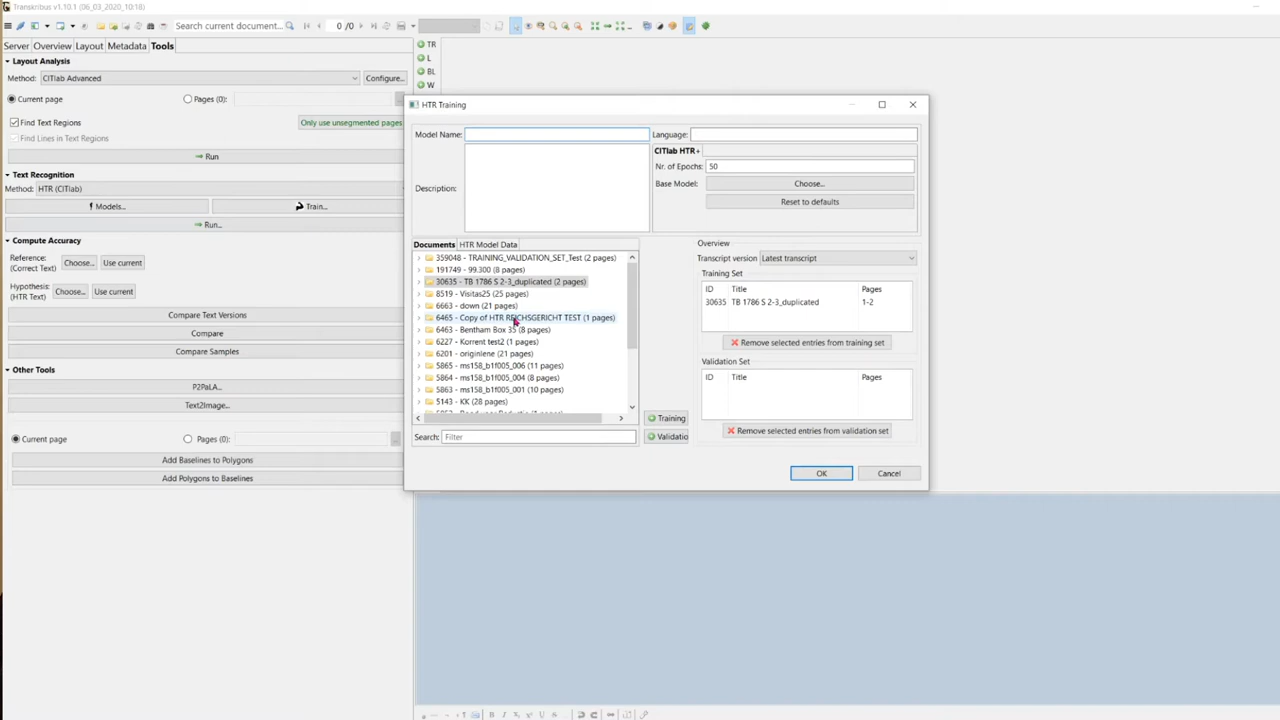 Transkribus v1.10.1 (06_03_2020_10:18)
Search current document... 0 /0
Server Overview Layout Metadata Tools
Layout Analysis
Method: CITlab Advanced Configure...
Current page Pages (0):
Find Text Regions Only use unsegmented pages
Find Lines in Text Regions
Run
Text Recognition
Method: HTR (CITlab)
Models... Train...
Run...
Compute Accuracy
Reference: (Correct Text) Choose... Use current
Hypothesis: (HTR Text) Choose... Use current
Compare Text Versions
Compare
Compare Samples
Other Tools
P2PaLA...
Text2Image...
Current page Pages (0):
Add Baselines to Polygons
Add Polygons to Baselines
TR
L
BL
W
HTR Training
Model Name: Language:
Description:
CITlab HTR+
Nr. of Epochs: 50
Base Model: Choose...
Reset to defaults
Documents HTR Model Data
359048 - TRAINING_VALIDATION_SET_Test (2 pages)
191749 - 99.300 (8 pages)
30635 - TB 1786 S 2-3_duplicated (2 pages)
8519 - Visitas25 (25 pages)
6663 - down (21 pages)
6465 - Copy of HTR REICHSGERICHT TEST (1 pages)
6463 - Bentham Box 35 (8 pages)
6227 - Korrent test2 (1 pages)
6201 - originlene (21 pages)
5865 - ms158_b1f005_006 (11 pages)
5864 - ms158_b1f005_004 (8 pages)
5863 - ms158_b1f005_001 (10 pages)
5143 - KK (28 pages)
Search: Filter
Training
Validatio
Overview
Transcript version Latest transcript
Training Set
ID Title Pages
30635 TB 1786 S 2-3_duplicated 1-2
Remove selected entries from training set
Validation Set
ID Title Pages
Remove selected entries from validation set
OK Cancel